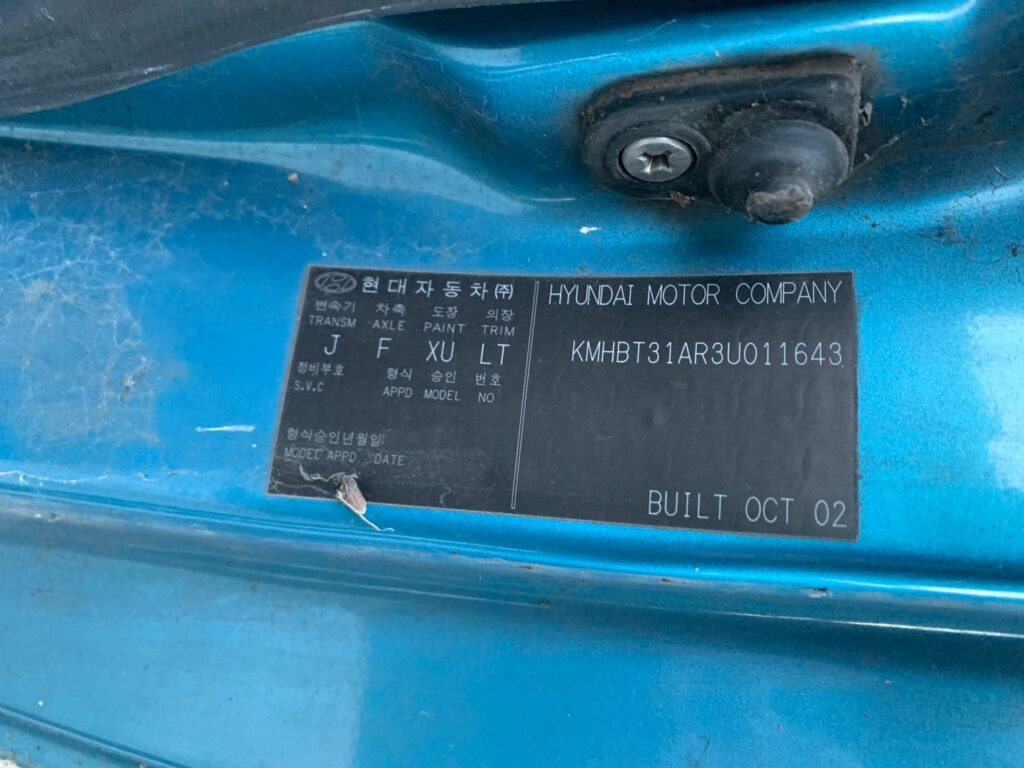 현대자동차㈜
변속기 차축 도장 의장
TRANSM AXLE PAINT TRIM
J F XU LT
정비부호 형식 승인 번호
S.V.C APPD MODEL NO
형식승인년월일:
MODEL APPD DATE
HYUNDAI MOTOR COMPANY
KMHBT31AR3U011643
BUILT OCT 02